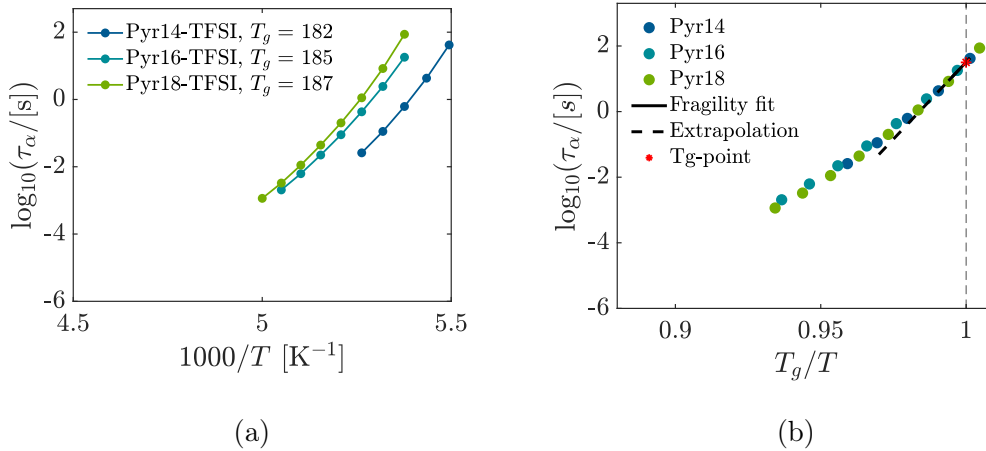 2
0
-2
-4
-6
4.5
5
5.5
log₁₀(τ_α/[s])
1000/T [K⁻¹]
Pyr14-TFSI, T_g = 182
Pyr16-TFSI, T_g = 185
Pyr18-TFSI, T_g = 187
(a)
2
0
-2
-4
-6
0.9
0.95
1
log₁₀(τ_α/[s])
T_g/T
Pyr14
Pyr16
Pyr18
Fragility fit
Extrapolation
Tg-point
(b)